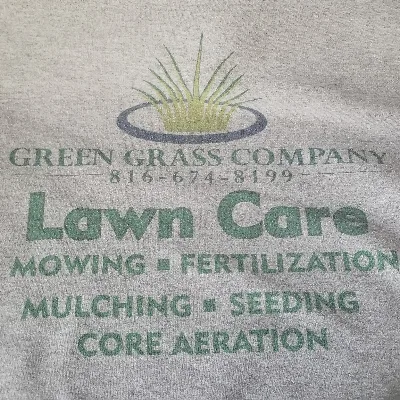 GREEN GRASS COMPANY
816-674-8199
Lawn Care
MOWING ▪ FERTILIZATION
MULCHING ▪ SEEDING
CORE AERATION